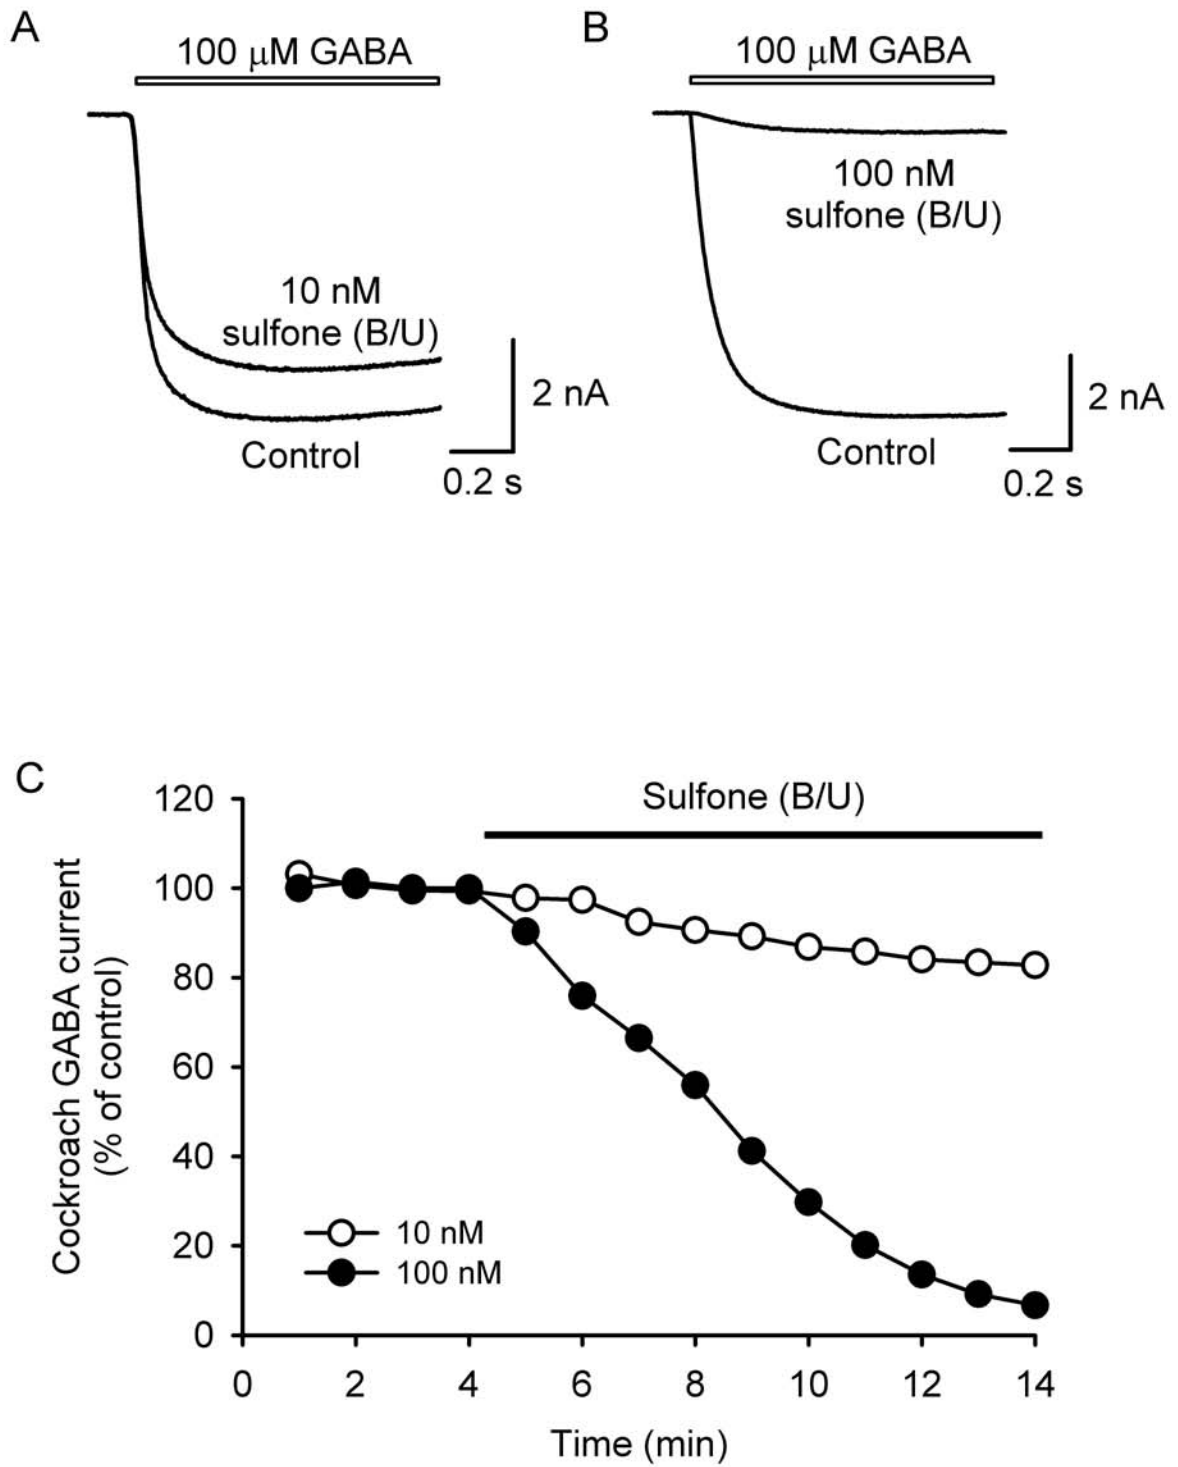 A
100 μM GABA
10 nM
sulfone (B/U)
Control
2 nA
0.2 s
B
100 μM GABA
100 nM
sulfone (B/U)
Control
2 nA
0.2 s
C
Sulfone (B/U)
Cockroach GABA current
(% of control)
120
100
80
60
40
20
0
10 nM
100 nM
0 2 4 6 8 10 12 14
Time (min)